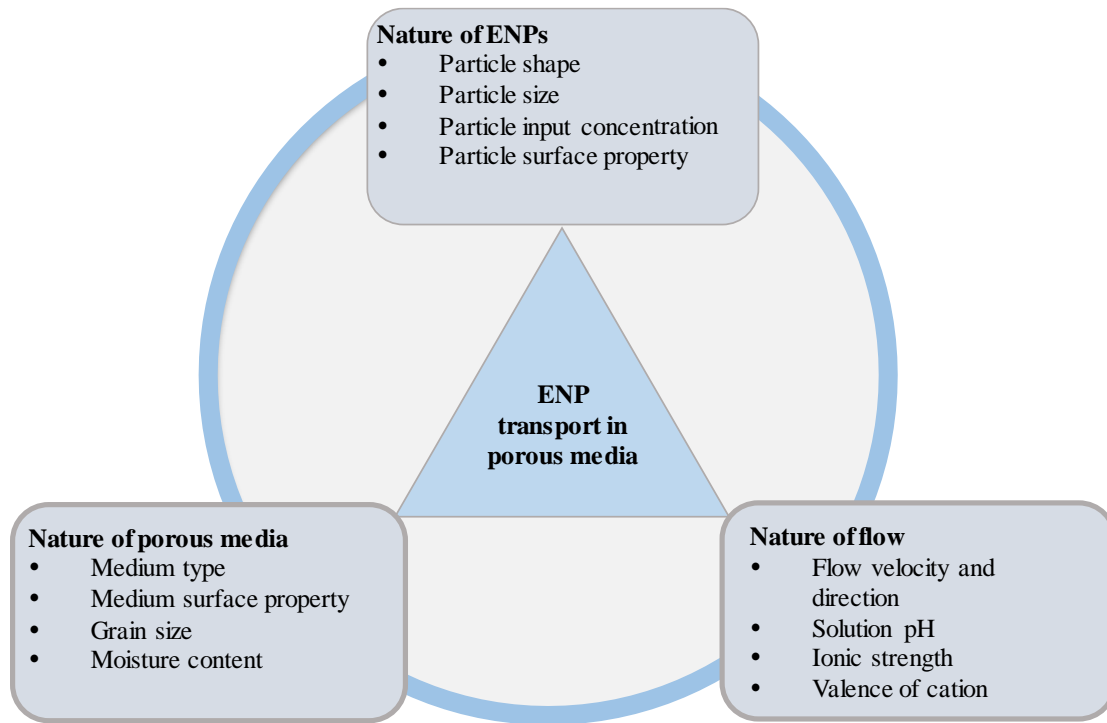 Nature of ENPs
• Particle shape
• Particle size
• Particle input concentration
• Particle surface property
ENP
transport in
porous media
Nature of porous media
• Medium type
• Medium surface property
• Grain size
• Moisture content
Nature of flow
• Flow velocity and
direction
• Solution pH
• Ionic strength
• Valence of cation